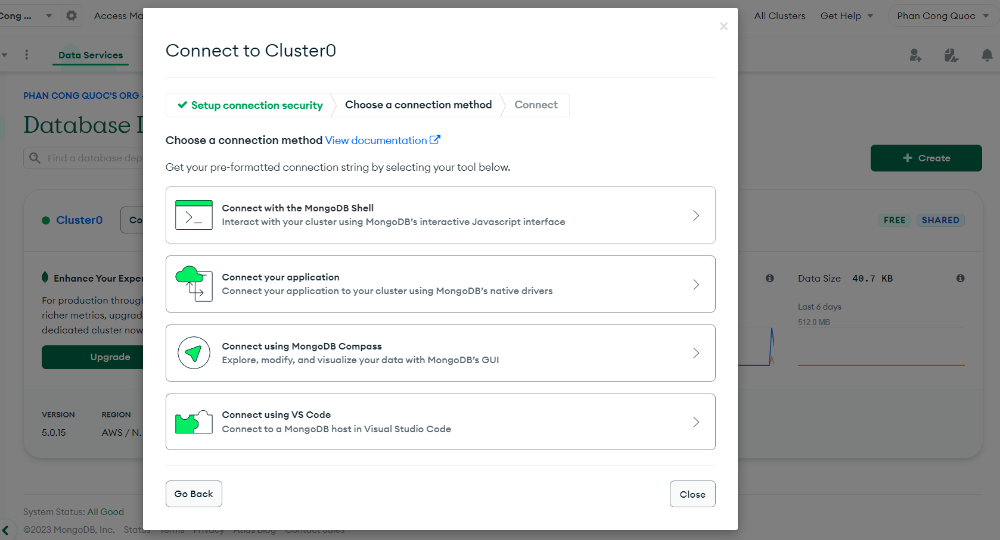 Cong ...
Access Ma
All Clusters
Get Help
Phan Cong Quoc
Data Services
PHAN CONG QUOC'S ORG -
Database
Find a database dep
Create
Cluster0
Co
FREE
SHARED
Enhance Your Exper
For production through
richer metrics, upgrad
dedicated cluster now
Upgrade
Data Size 40.7 KB
Last 6 days
512.0 MB
VERSION
REGION
5.0.15
AWS / N.
System Status: All Good
©2023 MongoDB, Inc. Status Terms Privacy Atlas Blog Contact Sales
×
Connect to Cluster0
Setup connection security
Choose a connection method
Connect
Choose a connection method View documentation
Get your pre-formatted connection string by selecting your tool below.
Connect with the MongoDB Shell
Interact with your cluster using MongoDB’s interactive Javascript interface
Connect your application
Connect your application to your cluster using MongoDB’s native drivers
Connect using MongoDB Compass
Explore, modify, and visualize your data with MongoDB’s GUI
Connect using VS Code
Connect to a MongoDB host in Visual Studio Code
Go Back
Close